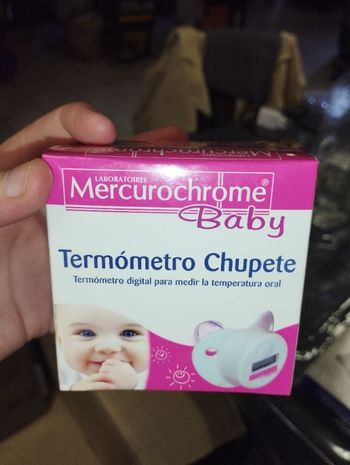 LABORATOIRES
Mercurochrome®
Baby
Termómetro Chupete
Termómetro digital para medir la temperatura oral